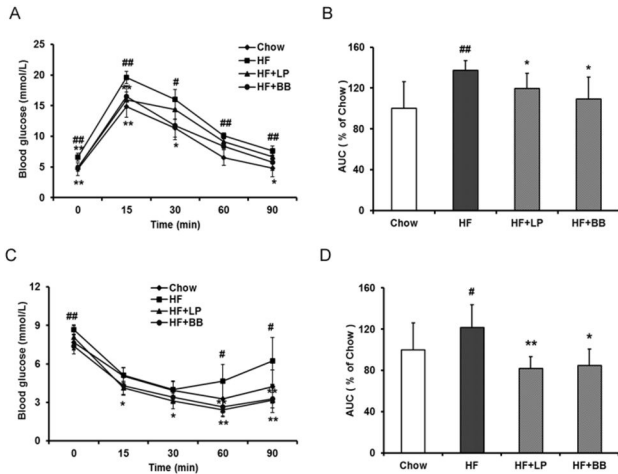 A
Blood glucose (mmol/L)
25
20
15
10
5
0
##
**
**
##
**
**
#
*
##
##
*
Chow
HF
HF+LP
HF+BB
0 15 30 60 90
Time (min)
B
AUC ( % of Chow )
160
120
80
40
0
##
*
*
Chow HF HF+LP HF+BB
C
Blood glucose (mmol/L)
12
9
6
3
0
##
*
*
#
**
**
#
**
**
Chow
HF
HF+LP
HF+BB
0 15 30 60 90
Time (min)
D
AUC ( % of Chow )
160
120
80
40
0
#
**
*
Chow HF HF+LP HF+BB